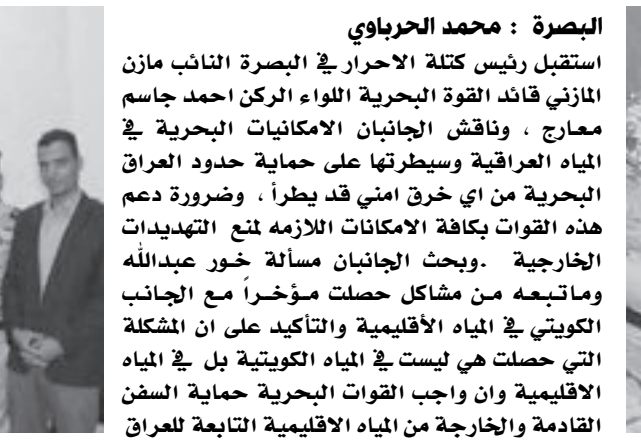 البصرة : محمد الحرباوي
استقبل رئيس كتلة الاحرار في البصرة النائب مازن
المازني قائد القوة البحرية اللواء الركن احمد جاسم
معارج ، وناقش الجانبان الامكانيات البحرية في
المياه العراقية وسيطرتها على حماية حدود العراق
البحرية من اي خرق امني قد يطرأ ، وضرورة دعم
هذه القوات بكافة الامكانات اللازمه لمنع التهديدات
الخارجية .وبحث الجانبان مسألة خور عبدالله
وماتبعه من مشاكل حصلت مؤخراً مع الجانب
الكويتي في المياه الأقليمية والتأكيد على ان المشكلة
التي حصلت هي ليست في المياه الكويتية بل في المياه
الاقليمية وان واجب القوات البحرية حماية السفن
القادمة والخارجة من المياه الاقليمية التابعة للعراق